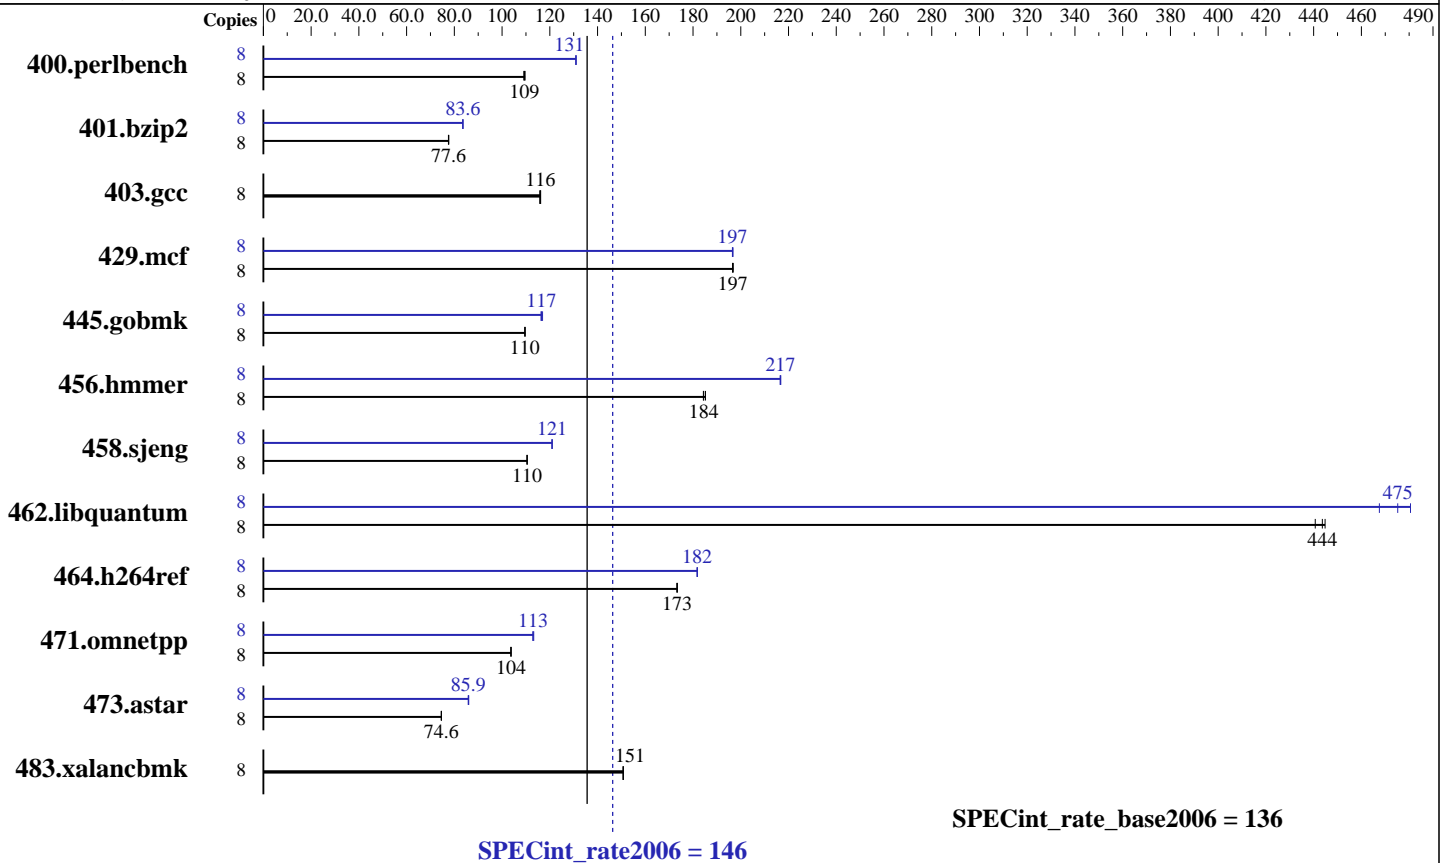 Copies 0 20.0 40.0 60.0 80.0 100 120 140 160 180 200 220 240 260 280 300 320 340 360 380 400 420 440 460 490
400.perlbench 8 131
8 109
401.bzip2 8 83.6
8 77.6
403.gcc 8 116
429.mcf 8 197
8 197
445.gobmk 8 117
8 110
456.hmmer 8 217
8 184
458.sjeng 8 121
8 110
462.libquantum 8 475
8 444
464.h264ref 8 182
8 173
471.omnetpp 8 113
8 104
473.astar 8 85.9
8 74.6
483.xalancbmk 8 151
SPECint_rate_base2006 = 136
SPECint_rate2006 = 146